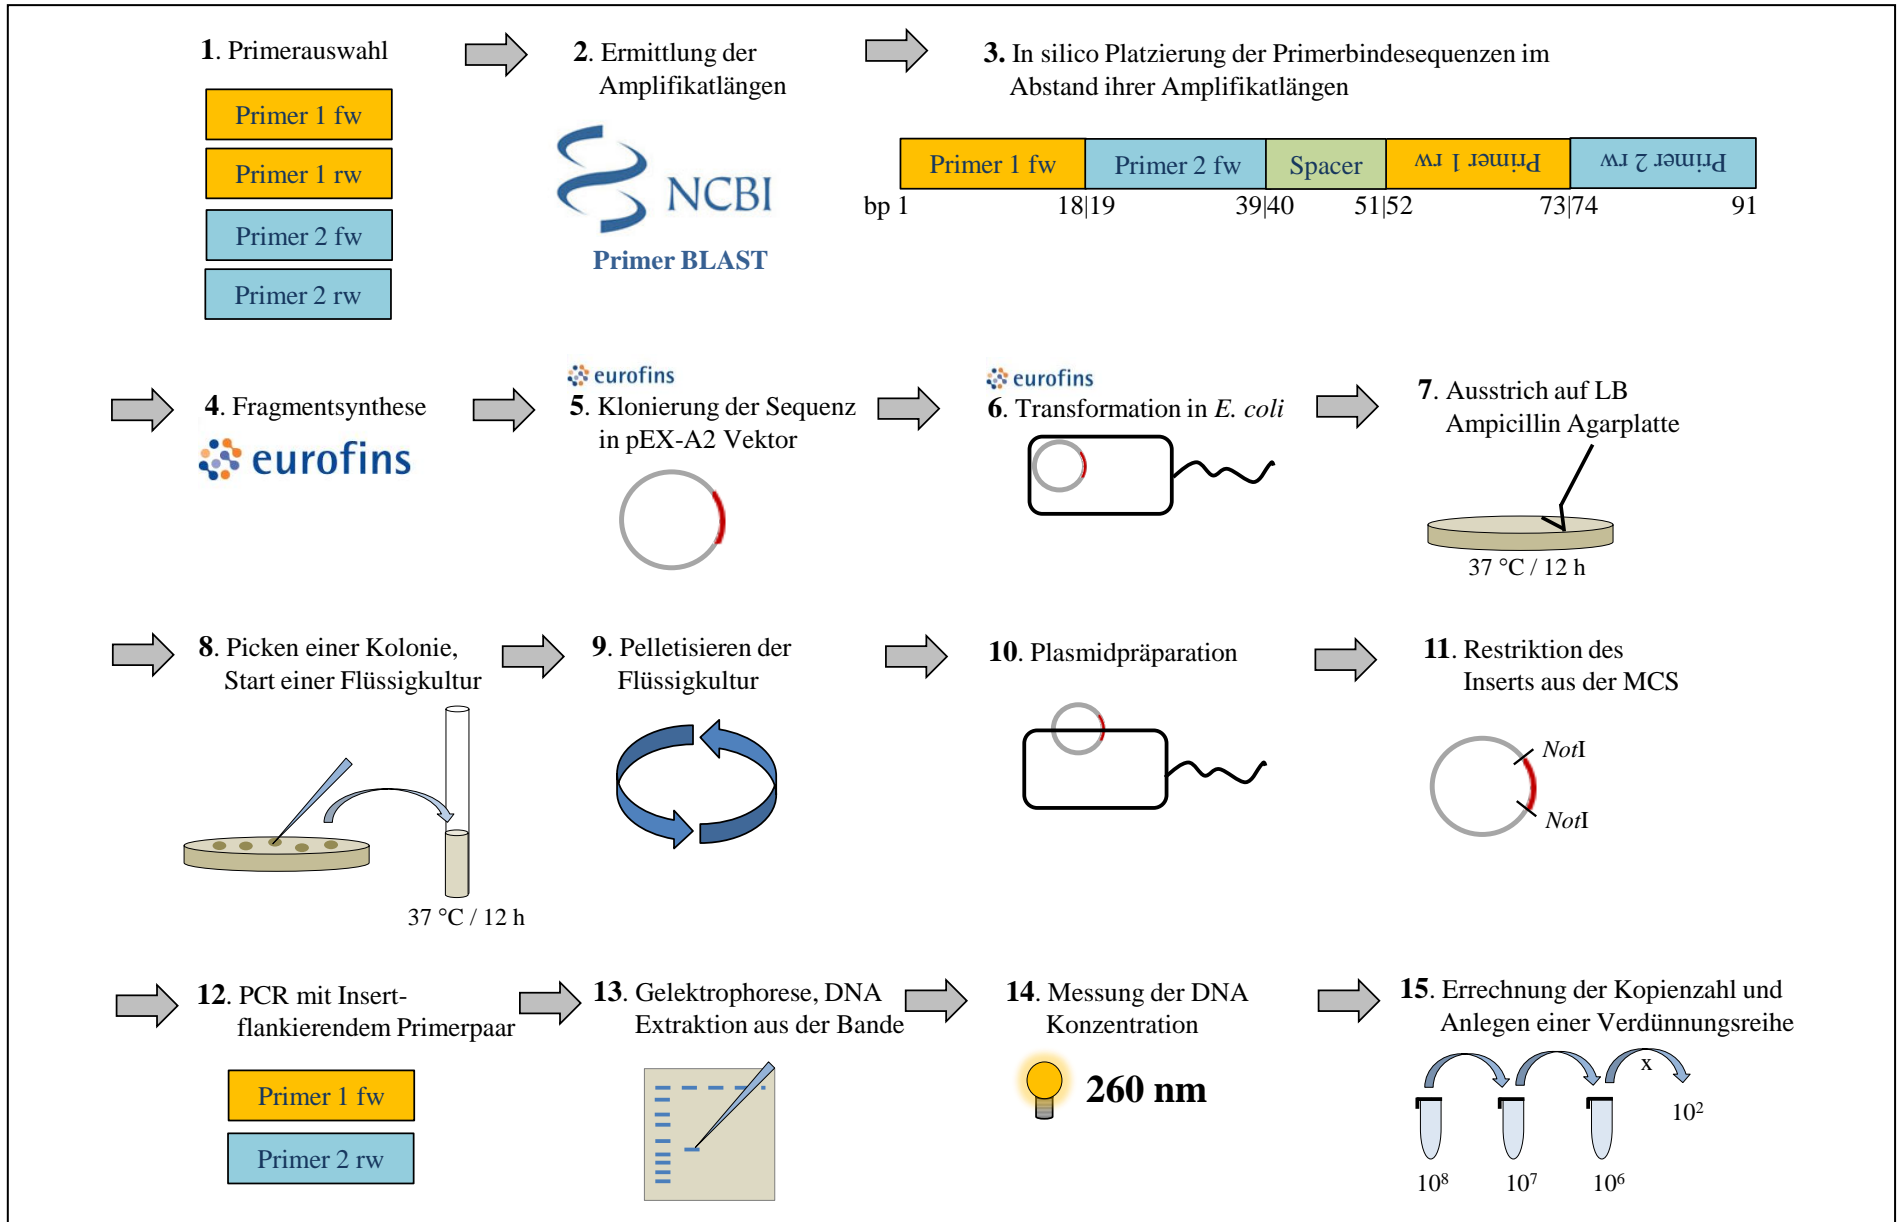 1. Primerauswahl
Primer 1 fw
Primer 1 rw
Primer 2 fw
Primer 2 rw
2. Ermittlung der
Amplifikatlängen
NCBI
Primer BLAST
3. In silico Platzierung der Primerbindesequenzen im
Abstand ihrer Amplifikatlängen
Primer 1 fw Primer 2 fw Spacer Primer 1 rw Primer 2 rw
bp 1 18|19 39|40 51|52 73|74 91
4. Fragmentsynthese
eurofins
eurofins
5. Klonierung der Sequenz
in pEX-A2 Vektor
eurofins
6. Transformation in E. coli
7. Ausstrich auf LB
Ampicillin Agarplatte
37 °C / 12 h
8. Picken einer Kolonie,
Start einer Flüssigkultur
37 °C / 12 h
9. Pelletisieren der
Flüssigkultur
10. Plasmidpräparation
11. Restriktion des
Inserts aus der MCS
NotI
NotI
12. PCR mit Insert-
flankierendem Primerpaar
Primer 1 fw
Primer 2 rw
13. Gelektrophorese, DNA
Extraktion aus der Bande
14. Messung der DNA
Konzentration
260 nm
15. Errechnung der Kopienzahl und
Anlegen einer Verdünnungsreihe
x
10²
10⁸ 10⁷ 10⁶